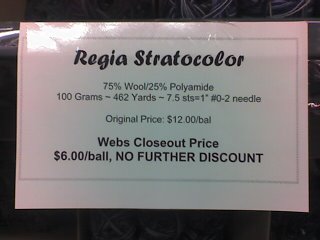 Regia Stratocolor
75% Wool/25% Polyamide
100 Grams ~ 462 Yards ~ 7.5 sts=1" #0-2 needle
Original Price: $12.00/bal
Webs Closeout Price
$6.00/ball, NO FURTHER DISCOUNT